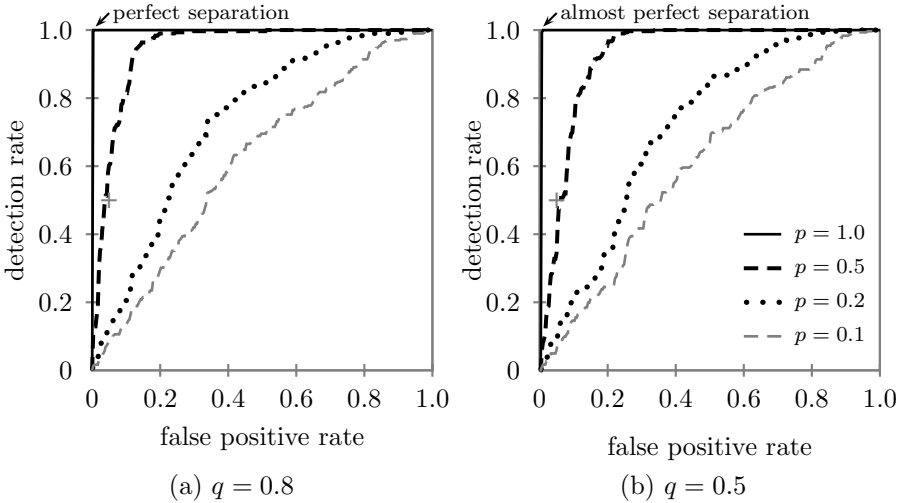 perfect separation
almost perfect separation
detection rate
1.0
0.8
0.6
0.4
0.2
0
0 0.2 0.4 0.6 0.8 1.0
false positive rate
(a) q = 0.8
detection rate
1.0
0.8
0.6
0.4
0.2
0
p = 1.0
p = 0.5
p = 0.2
p = 0.1
0 0.2 0.4 0.6 0.8 1.0
false positive rate
(b) q = 0.5